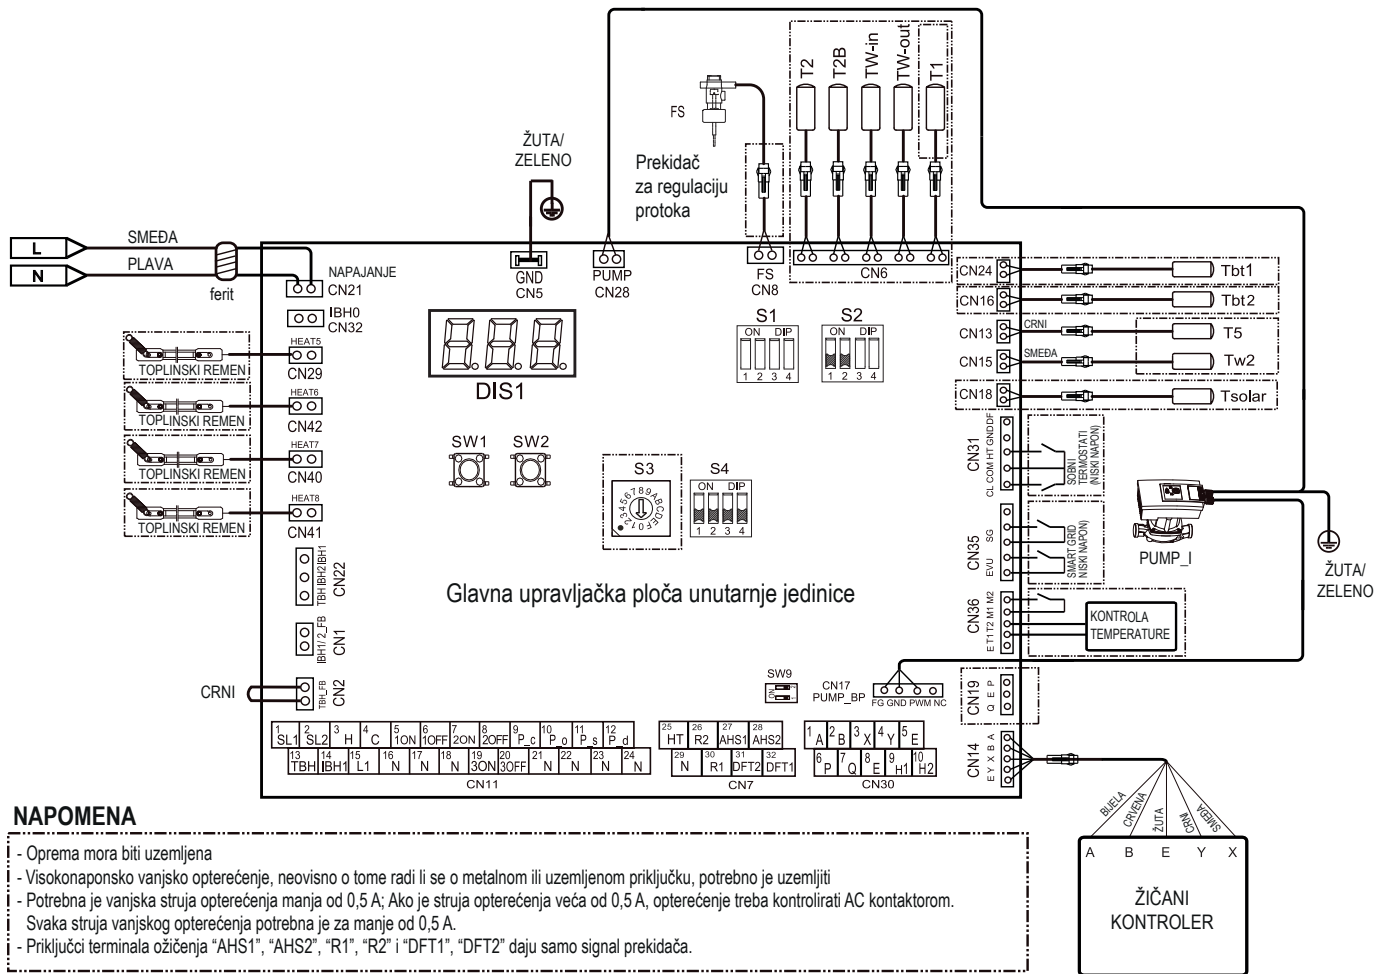 ŽUTA/
ZELENO
FS
Prekidač
za regulaciju
protoka
T2
T2B
TW-in
TW-out
T1
L
SMEĐA
N
PLAVA
ferit
NAPAJANJE
CN21
IBH0
CN32
GND
CN5
PUMP
CN28
FS
CN8
CN6
CN24
Tbt1
CN16
Tbt2
CN13
CRNI
T5
CN15
SMEĐA
Tw2
CN18
Tsolar
HEAT5
CN29
TOPLINSKI REMEN
HEAT6
CN42
TOPLINSKI REMEN
HEAT7
CN40
TOPLINSKI REMEN
HEAT8
CN41
TOPLINSKI REMEN
DIS1
S1
ON DIP
1 2 3 4
S2
ON DIP
1 2 3 4
SW1
SW2
S3
0123456789ABCDEF
S4
ON DIP
1 2 3 4
CN31
CL COM HT GND DF
SOBNI
TERMOSTATI
(NISKI NAPON)
CN35
EVU SG
SMART GRID
NISKI NAPON)
CN36
ET1T2 M1 M2
KONTROLA
TEMPERATURE
PUMP_I
ŽUTA/
ZELENO
TBH IBH2 IBH1
CN22
IBH1/ 2_FB
CN1
CRNI
TBH_FB
CN2
Glavna upravljačka ploča unutarnje jedinice
SW9
ON
CN17
PUMP_BP
FG GND PWM NC
CN19
Q E P
CN14
E Y X B A
1 SL1 2 SL2 3 H 4 C 5 1ON 6 1OFF 7 2ON 8 2OFF 9 P_c 10 P_o 11 P_s 12 P_d
13 TBH 14 IBH1 15 L1 16 N 17 N 18 N 19 3ON 20 3OFF 21 N 22 N 23 N 24 N
CN11
25 HT 26 R2 27 AHS1 28 AHS2
29 N 30 R1 31 DFT2 32 DFT1
CN7
1 A 2 B 3 X 4 Y 5 E
6 P 7 Q 8 E 9 H1 10 H2
CN30
BIJELA
CRVENA
ŽUTA
CRNI
SMEĐA
A B E Y X
ŽIČANI
KONTROLER
NAPOMENA
- Oprema mora biti uzemljena
- Visokonaponsko vanjsko opterećenje, neovisno o tome radi li se o metalnom ili uzemljenom priključku, potrebno je uzemljiti
- Potrebna je vanjska struja opterećenja manja od 0,5 A; Ako je struja opterećenja veća od 0,5 A, opterećenje treba kontrolirati AC kontaktorom.
Svaka struja vanjskog opterećenja potrebna je za manje od 0,5 A.
- Priključci terminala ožičenja “AHS1”, “AHS2”, “R1”, “R2” i “DFT1”, “DFT2” daju samo signal prekidača.